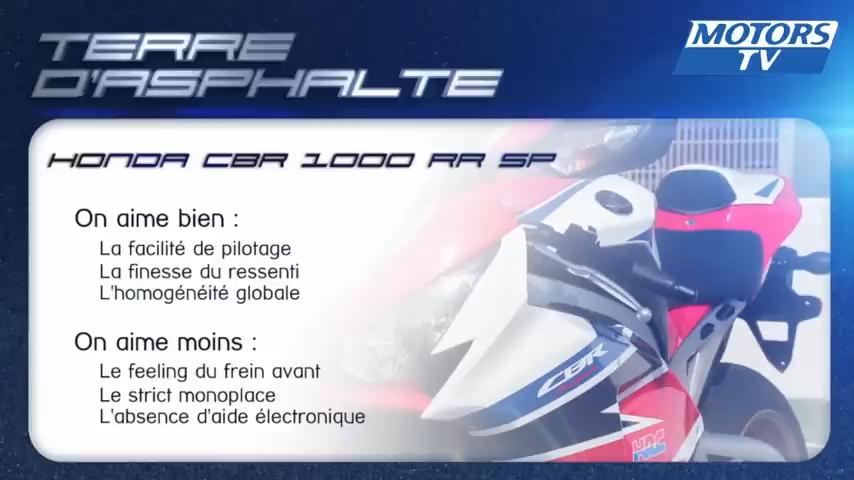 TERRE
D'ASPHALTE
MOTORS
TV
HONDA CBR 1000 RR SP
On aime bien :
La facilité de pilotage
La finesse du ressenti
L'homogénéité globale
On aime moins :
Le feeling du frein avant
Le strict monoplace
L'absence d'aide électronique
CBR
HRC